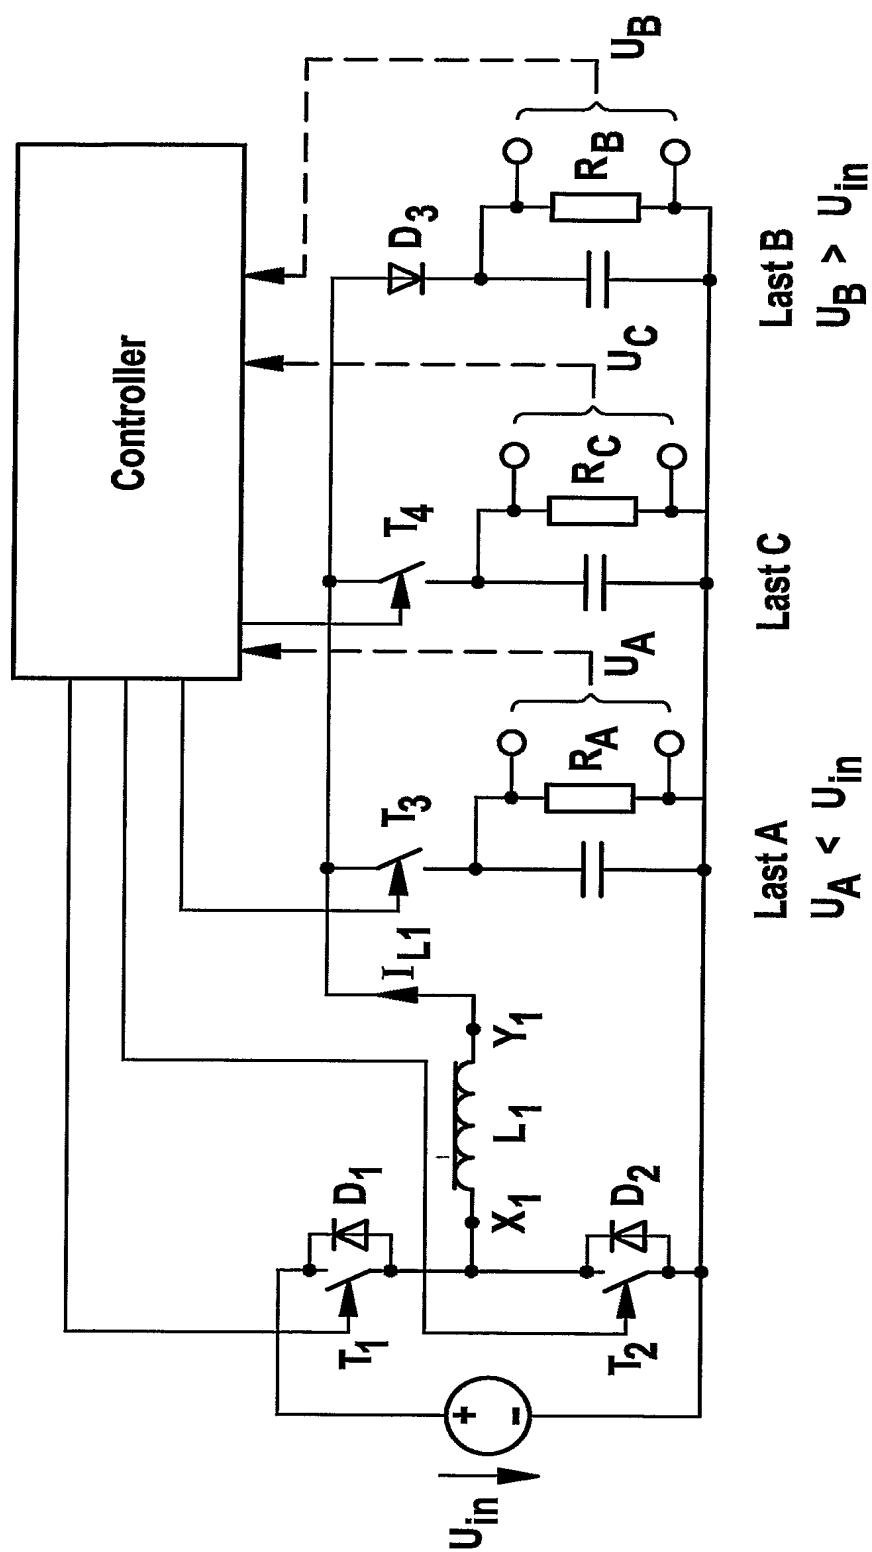 Controller
U_in
+
-
T_1
D_1
T_2
D_2
X_1
L_1
Y_1
I_L1
T_3
R_A
U_A
T_4
R_C
U_C
D_3
R_B
U_B
Last A
U_A < U_in
Last C
Last B
U_B > U_in